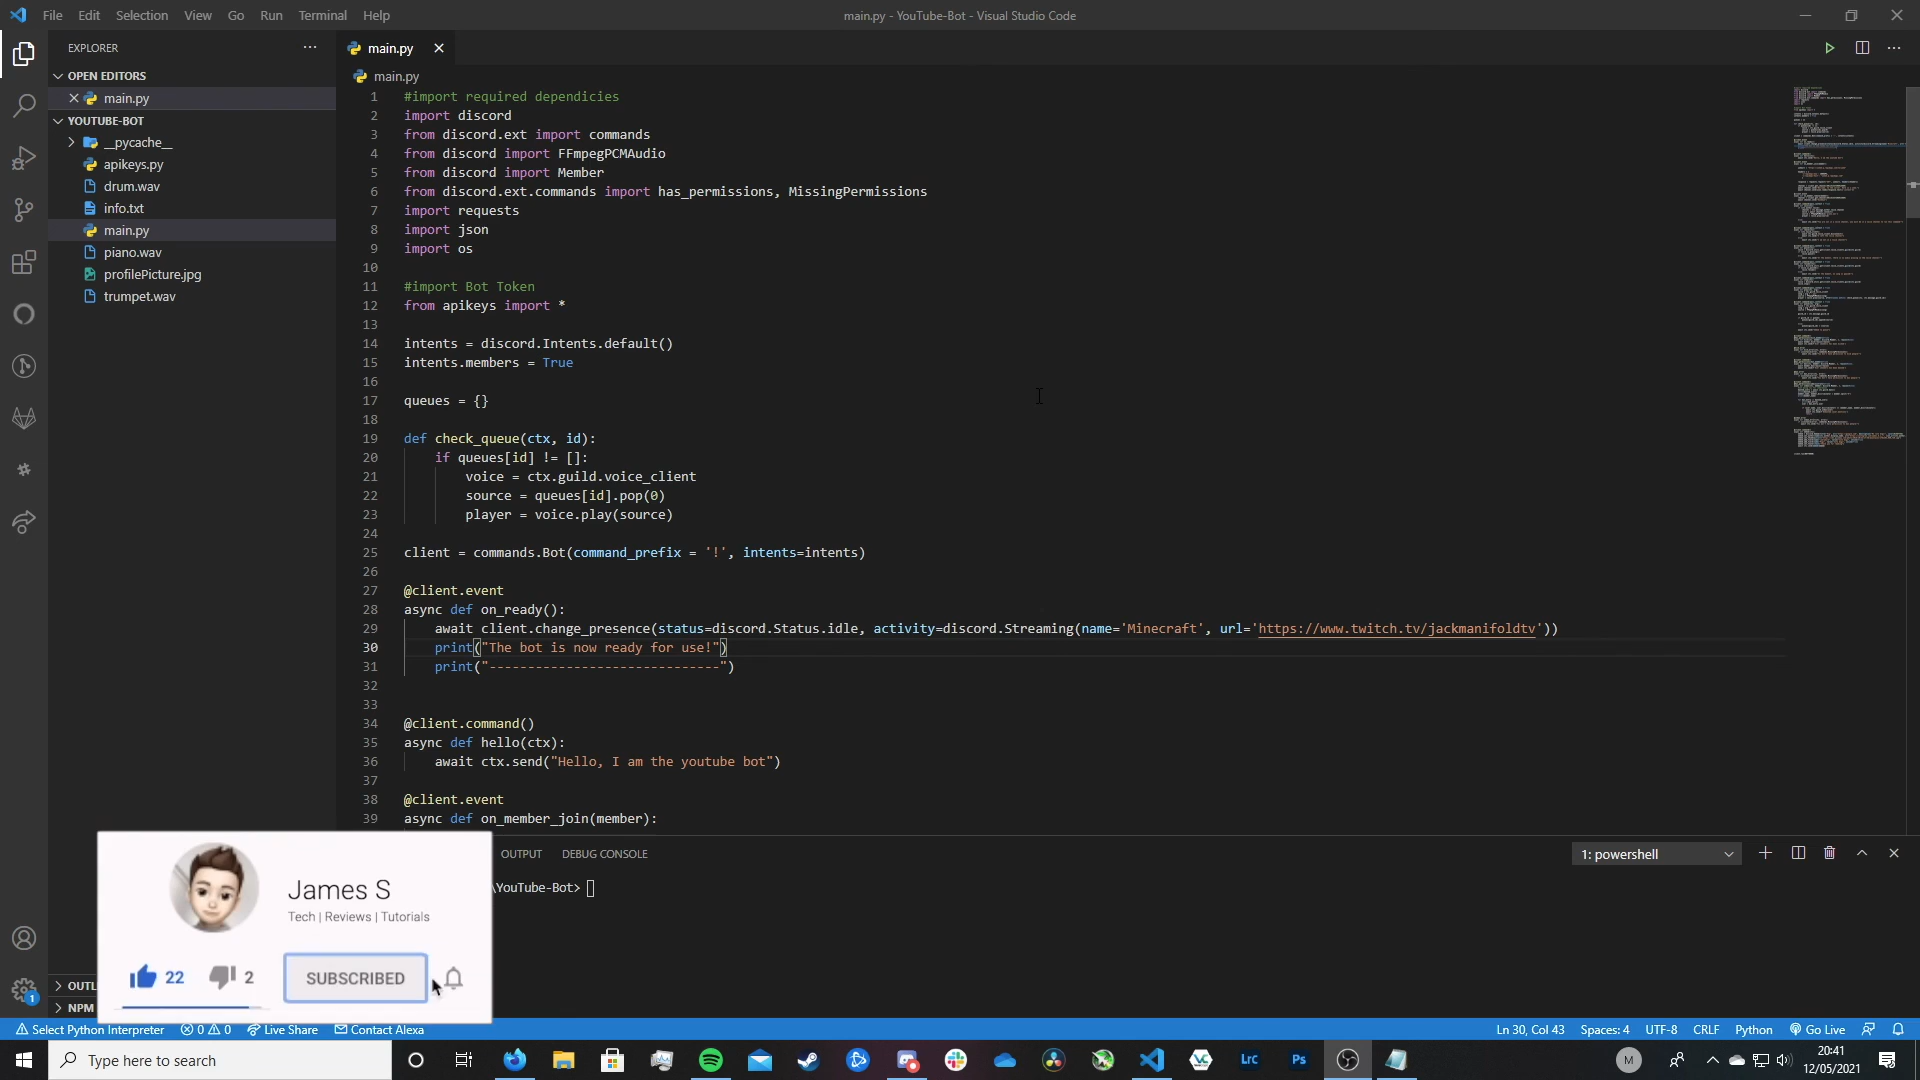 File Edit Selection View Go Run Terminal Help
main.py - YouTube-Bot - Visual Studio Code
EXPLORER
OPEN EDITORS
main.py
YOUTUBE-BOT
__pycache__
apikeys.py
drum.wav
info.txt
main.py
piano.wav
profilePicture.jpg
trumpet.wav
main.py
main.py
1 #import required dependicies
2 import discord
3 from discord.ext import commands
4 from discord import FFmpegPCMAudio
5 from discord import Member
6 from discord.ext.commands import has_permissions, MissingPermissions
7 import requests
8 import json
9 import os
10
11 #import Bot Token
12 from apikeys import *
13
14 intents = discord.Intents.default()
15 intents.members = True
16
17 queues = {}
18
19 def check_queue(ctx, id):
20 if queues[id] != []:
21 voice = ctx.guild.voice_client
22 source = queues[id].pop(0)
23 player = voice.play(source)
24
25 client = commands.Bot(command_prefix = '!', intents=intents)
26
27 @client.event
28 async def on_ready():
29 await client.change_presence(status=discord.Status.idle, activity=discord.Streaming(name='Minecraft', url='https://www.twitch.tv/jackmanifoldtv'))
30 print("The bot is now ready for use!")
31 print("------------------------------")
32
33
34 @client.command()
35 async def hello(ctx):
36 await ctx.send("Hello, I am the youtube bot")
37
38 @client.event
39 async def on_member_join(member):
OUTPUT DEBUG CONSOLE
1: powershell
\YouTube-Bot>
James S
Tech | Reviews | Tutorials
22 2 SUBSCRIBED
OUTL
NPM
1
Select Python Interpreter 0 0 Live Share Contact Alexa
Ln 30, Col 43 Spaces: 4 UTF-8 CRLF Python Go Live
Type here to search
LrC
Ps
M
20:41
12/05/2021